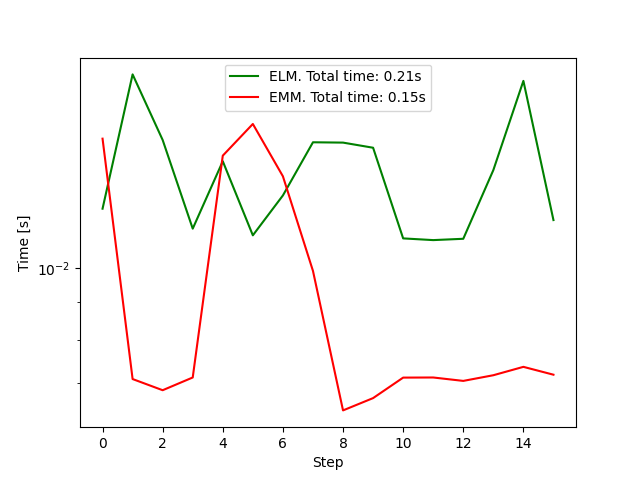 ELM. Total time: 0.21s
EMM. Total time: 0.15s
Time [s]
10⁻²
0 2 4 6 8 10 12 14
Step